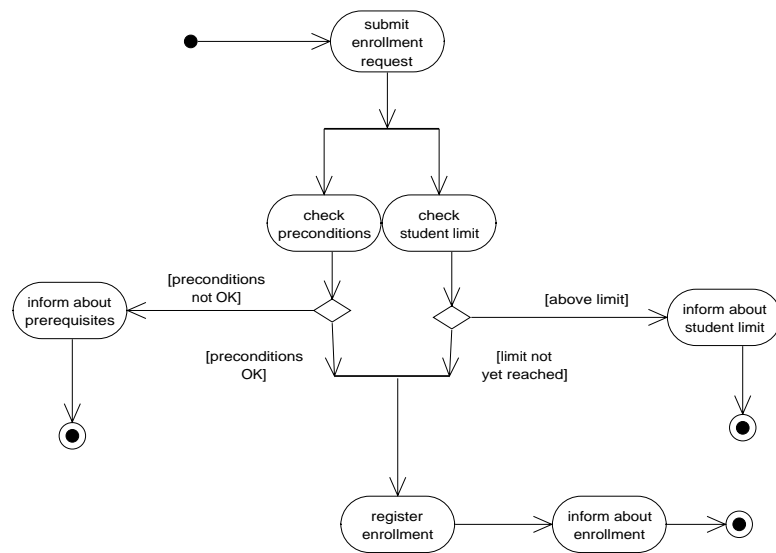 submit
enrollment
request
check
preconditions
check
student limit
[preconditions
not OK]
[above limit]
inform about
prerequisites
inform about
student limit
[preconditions
OK]
[limit not
yet reached]
register
enrollment
inform about
enrollment